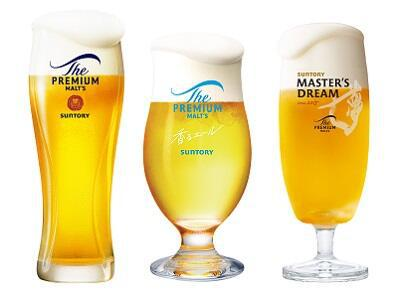 The
PREMIUM
MALT'S
SUNTORY
The
PREMIUM
MALT'S
香るエール
SUNTORY
SUNTORY
MASTER'S
DREAM
The
PREMIUM
MALT'S